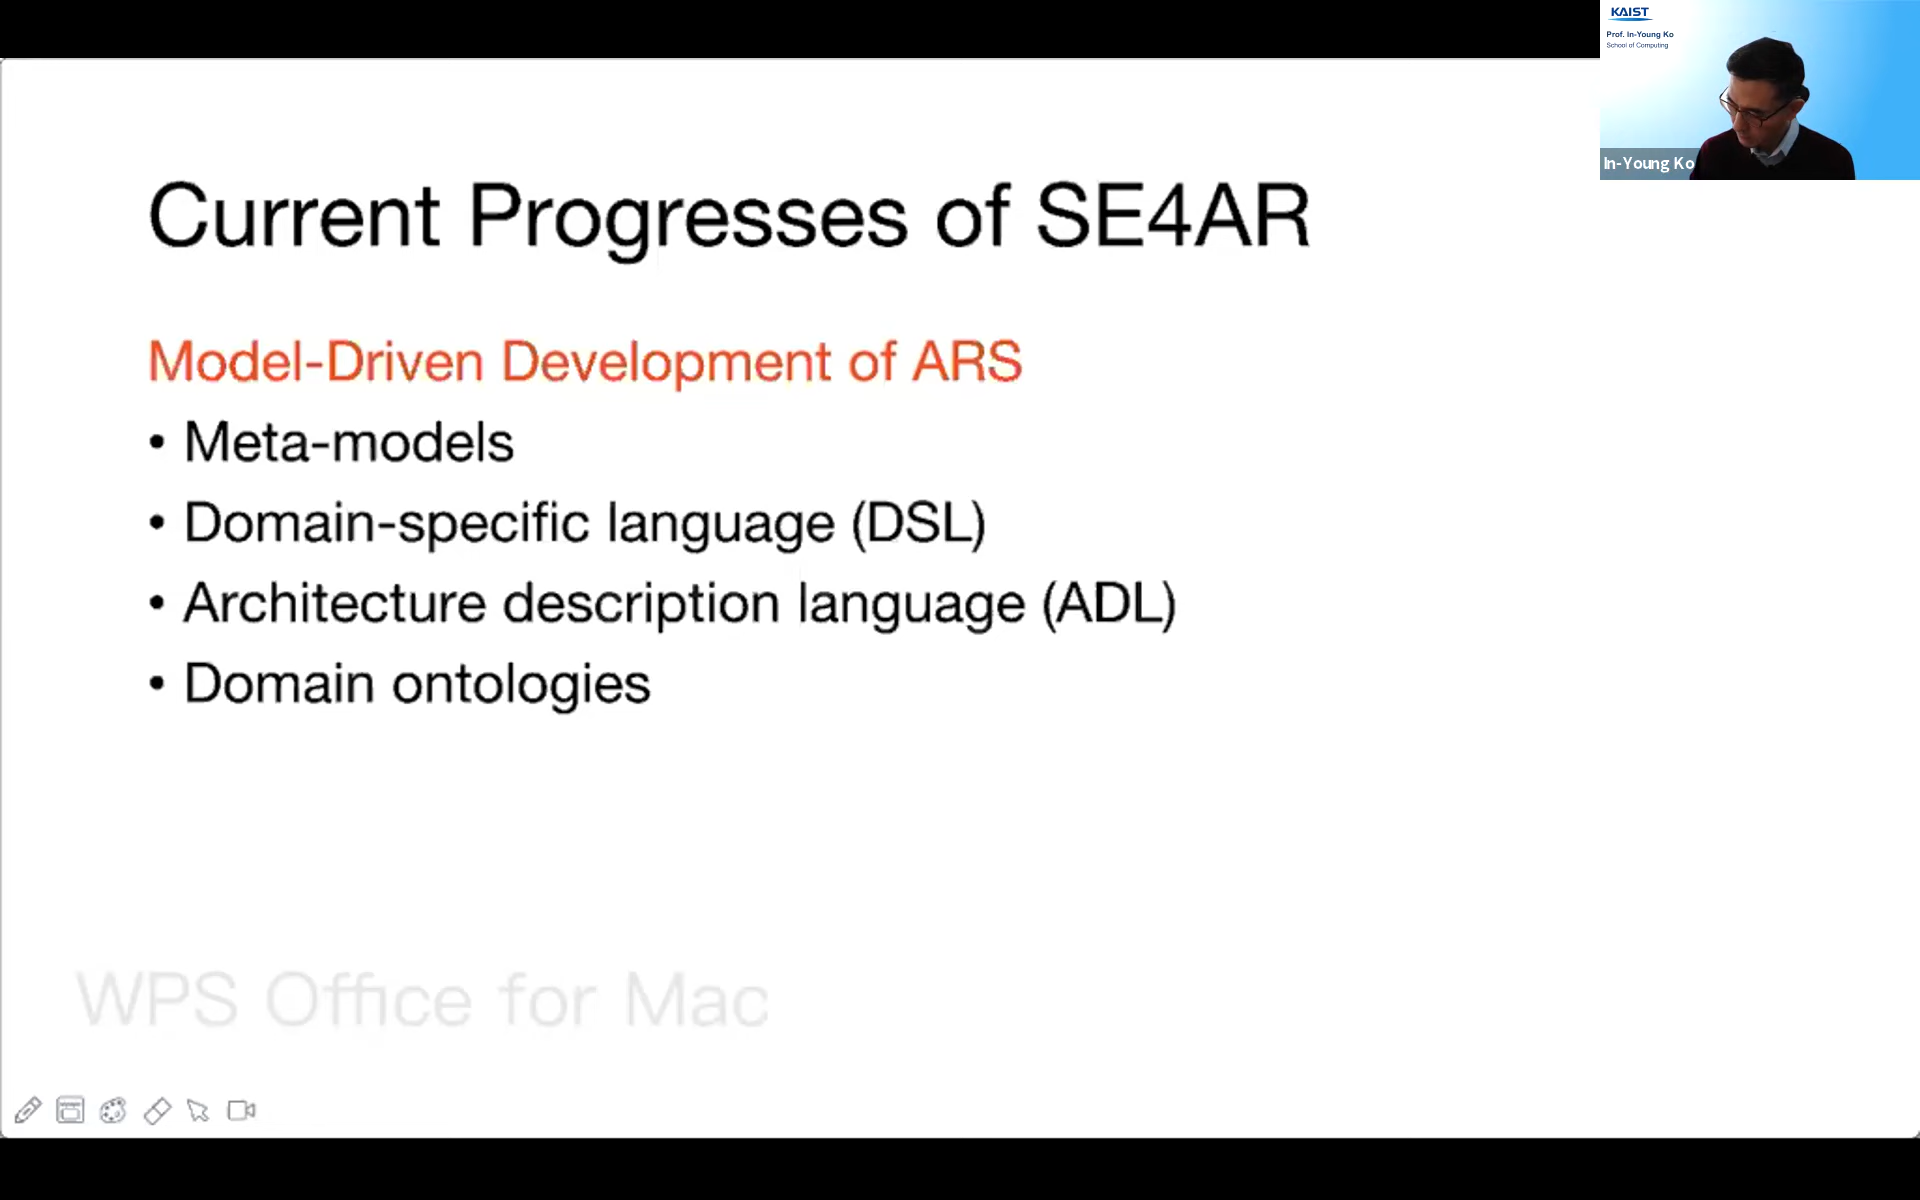 KAIST
Prof. In-Young Ko
School of Computing
In-Young Ko
Current Progresses of SE4AR
Model-Driven Development of ARS
• Meta-models
• Domain-specific language (DSL)
• Architecture description language (ADL)
• Domain ontologies
WPS Office for Mac